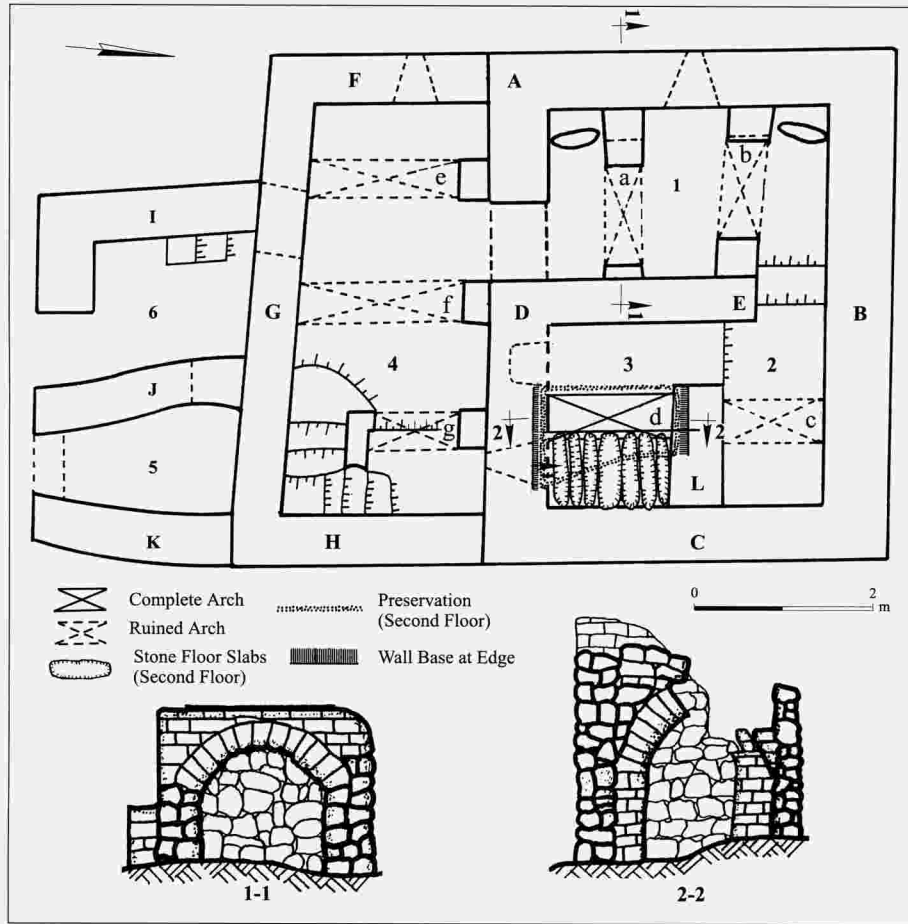 1
F
A
b
a
1
e
I
6
G
f
D
1
E
B
4
3
2
J
d
c
g
2
2
5
L
K
H
C
Complete Arch
Preservation
(Second Floor)
0 2
m
Ruined Arch
Stone Floor Slabs
(Second Floor)
Wall Base at Edge
1-1
2-2